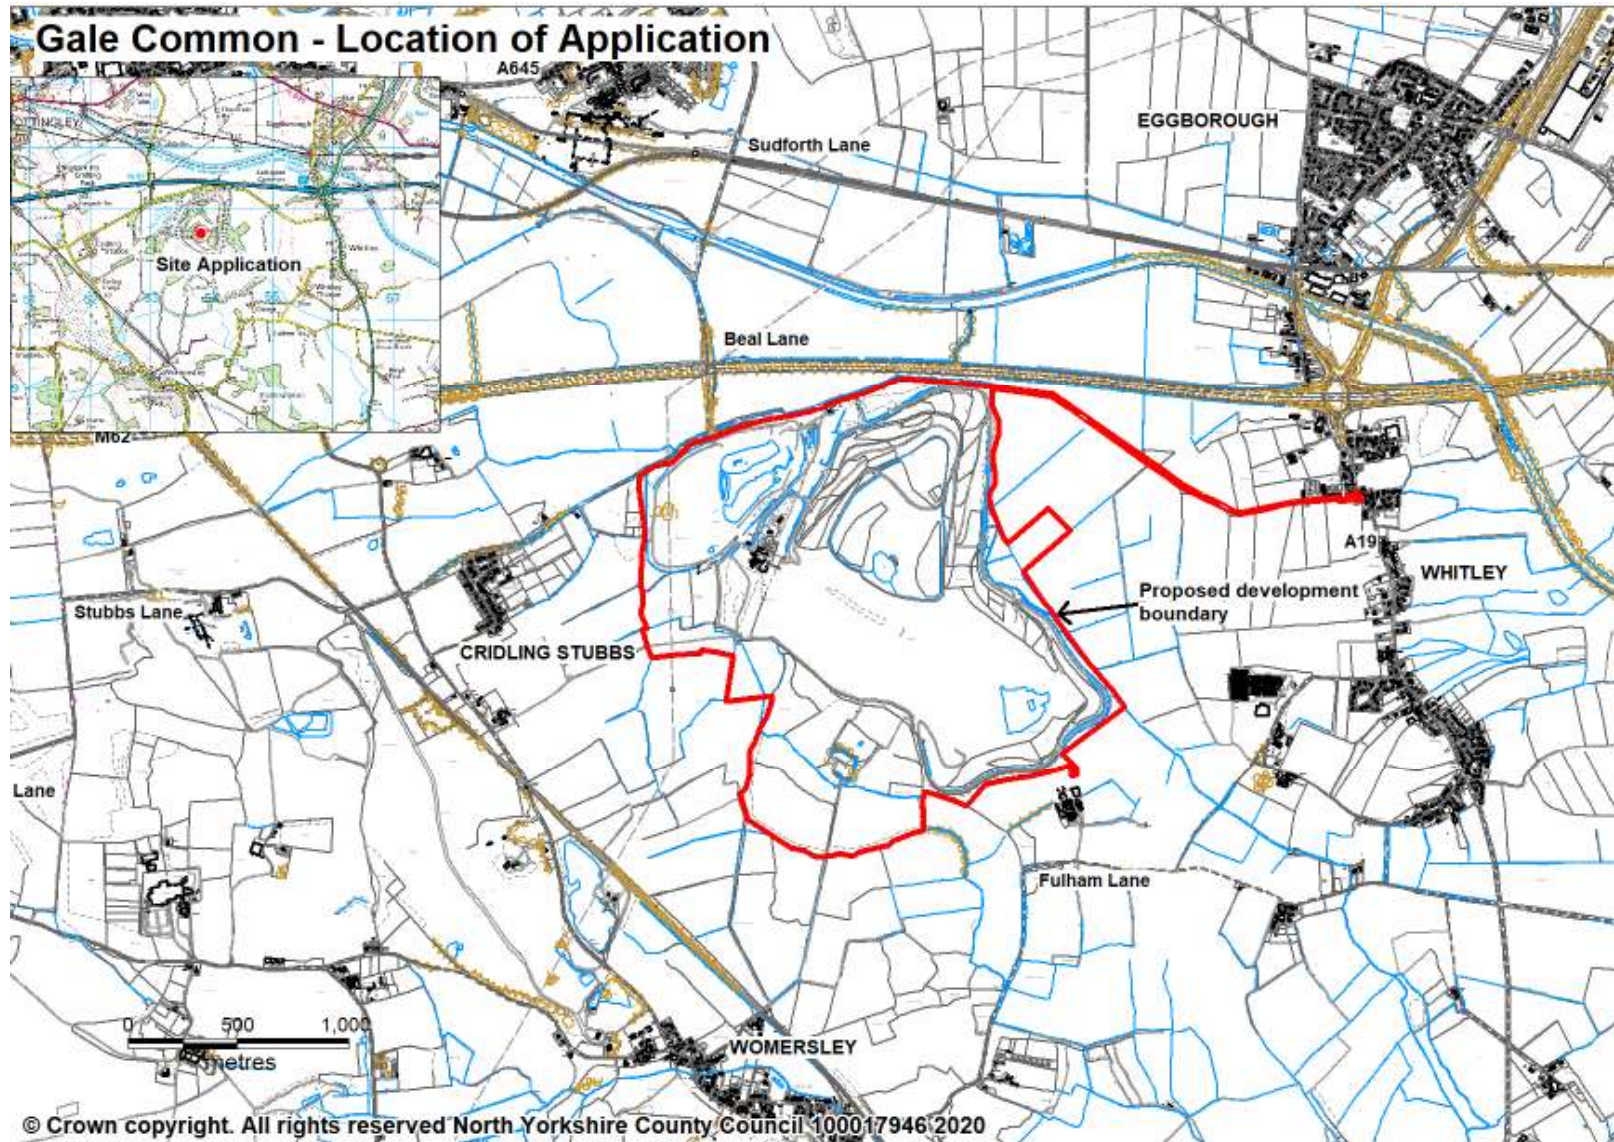 Gale Common - Location of Application
A645
EGGBOROUGH
Sudforth Lane
Site Application
Beal Lane
M62
A19
Proposed development
boundary
WHITLEY
Stubbs Lane
CRIDLING STUBBS
Lane
Fulham Lane
0 500 1,000
metres
WOMERSLEY
© Crown copyright. All rights reserved North Yorkshire County Council 100017946 2020